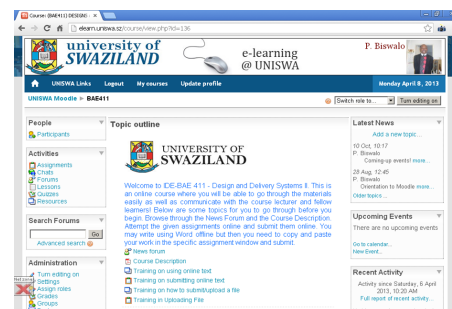 Course: (BAE411) DESIGNS -
elearn.uniswa.sz/course/view.php?id=136
university of
SWAZILAND
e-learning
@ UNISWA
P. Biswalo
UNISWA Links Logout My courses Update profile
Monday April 8, 2013
UNISWA Moodle ► BAE411
Switch role to...
Turn editing on
People
Participants
Activities
Assignments
Chats
Forums
Lessons
Quizzes
Resources
Search Forums
Go
Advanced search
Administration
Turn editing on
Settings
Assign roles
Grades
Groups
Topic outline
UNIVERSITY OF
SWAZILAND
Welcome to IDE-BAE 411 - Design and Delivery Systems II. This is
an online course where you will be able to go through the materials
easily as well as communicate with the course lecturer and fellow
learners! Below are some topics for you to go through before you
begin. Browse through the News Forum and the Course Description.
Attempt the given assignments online and submit them online. You
may write using Word offline but then you need to copy and paste
your work in the specific assignment window and submit.
News forum
Course Description
Training on using online text
Training on submitting online text
Training on how to submit/upload a file
Training in Uploading File
Latest News
Add a new topic...
10 Oct, 10:17
P. Biswalo
Coming-up events! more...
28 Aug, 12:45
P. Biswalo
Orientation to Moodle more...
Older topics ...
Upcoming Events
There are no upcoming events
Go to calendar...
New Event...
Recent Activity
Activity since Saturday, 6 April
2013, 10:20 AM
Full report of recent activity...